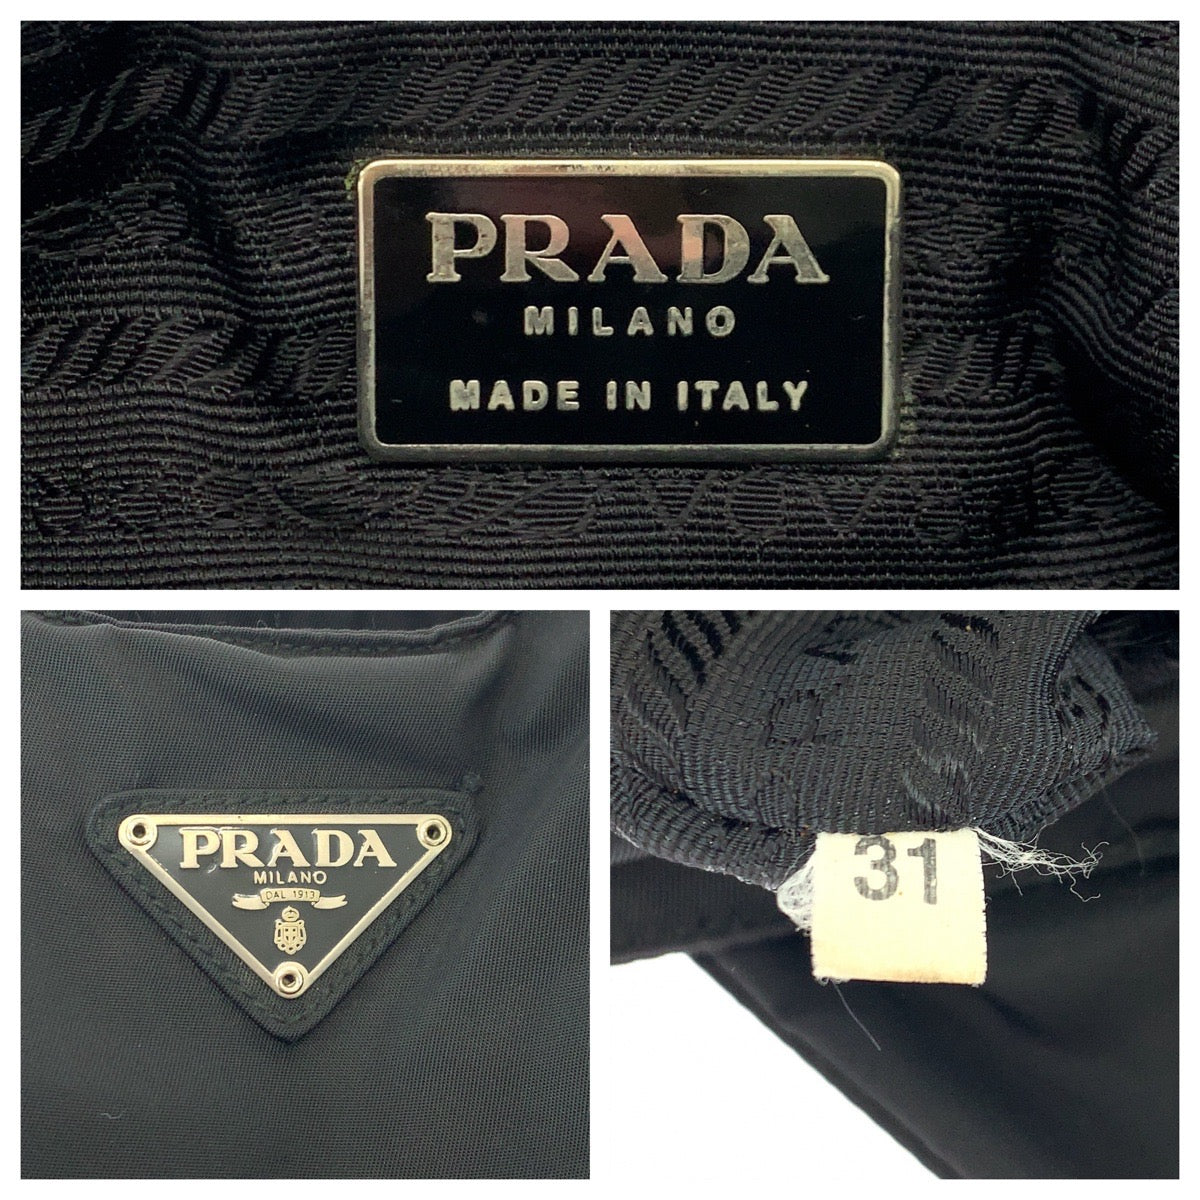 PRADA
MILANO
MADE IN ITALY
PRADA
MILANO
DAL 1913
31